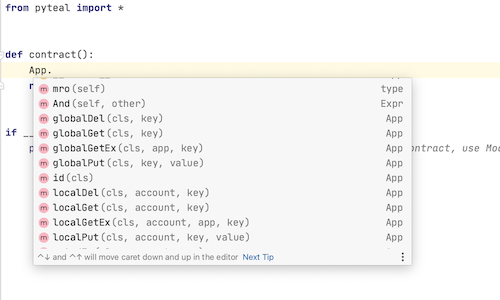 from pyteal import *
def contract():
App.
mro(self) type
And(self, other) Expr
globalDel(cls, key) App
globalGet(cls, key) App
globalGetEx(cls, app, key) App
globalPut(cls, key, value) App
id(cls) App
localDel(cls, account, key) App
localGet(cls, account, key) App
localGetEx(cls, account, app, key) App
localPut(cls, account, key, value) App
if
ontract, use Mod
^↓ and ^↑ will move caret down and up in the editor Next Tip